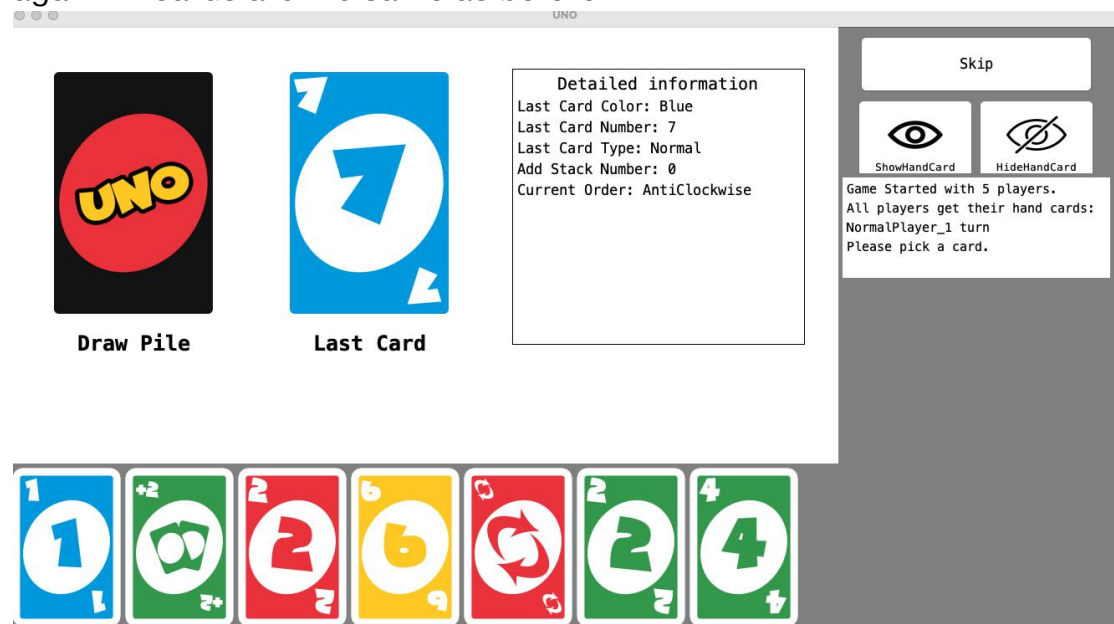 UNO
UNO
Draw Pile
7
7
Last Card
Detailed information
Last Card Color: Blue
Last Card Number: 7
Last Card Type: Normal
Add Stack Number: 0
Current Order: AntiClockwise
Skip
ShowHandCard
HideHandCard
Game Started with 5 players.
All players get their hand cards:
NormalPlayer_1 turn
Please pick a card.
1
1
1
+2
+2
2
2
2
6
6
6
2
2
2
4
4
4